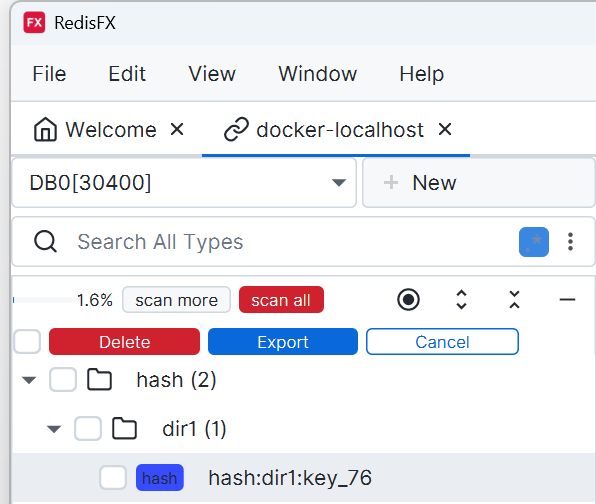 FX RedisFX
File Edit View Window Help
Welcome docker-localhost
DB0[30400] New
Search All Types .*
1.6% scan more scan all
Delete Export Cancel
hash (2)
dir1 (1)
hash hash:dir1:key_76